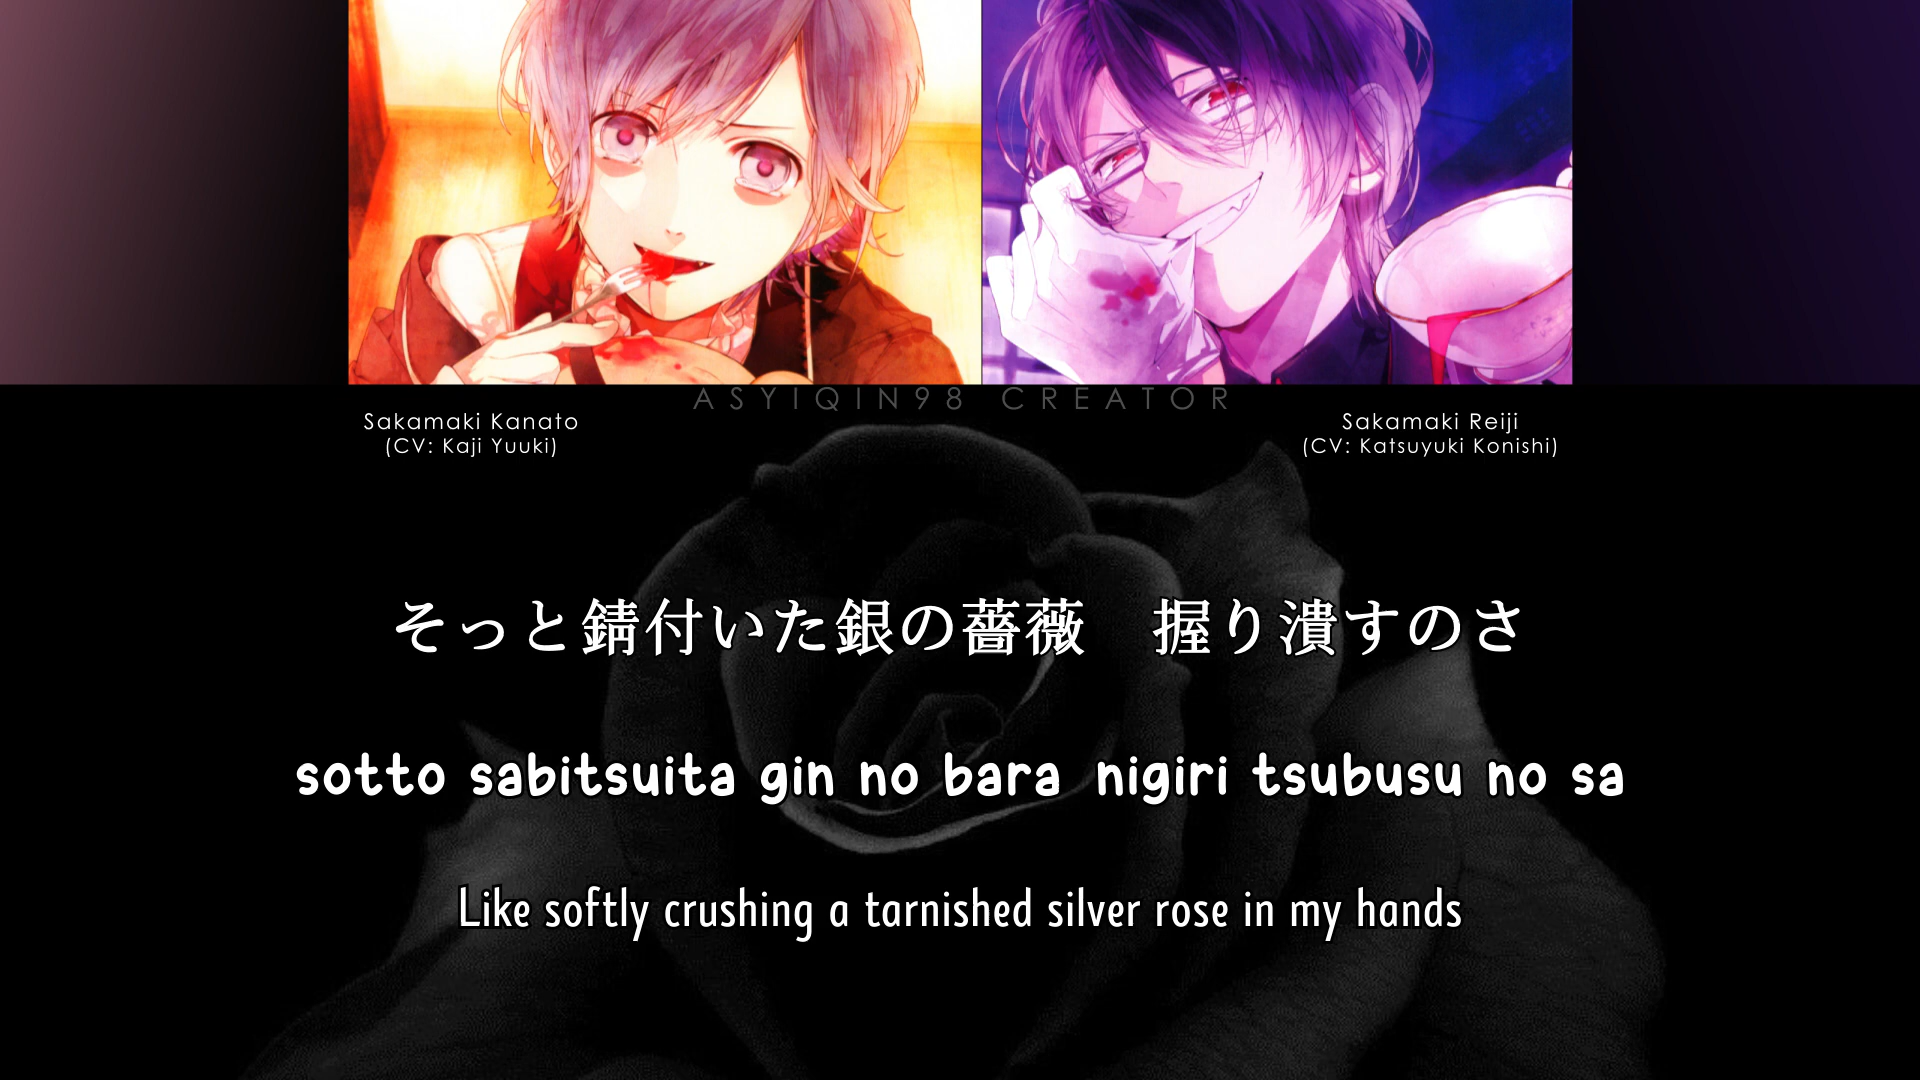 ASYIQIN98 CREATOR
Sakamaki Kanato
(CV: Kaji Yuuki)
Sakamaki Reiji
(CV: Katsuyuki Konishi)
そっと錆付いた銀の薔薇　握り潰すのさ
sotto sabitsuita gin no bara nigiri tsubusu no sa
Like softly crushing a tarnished silver rose in my hands